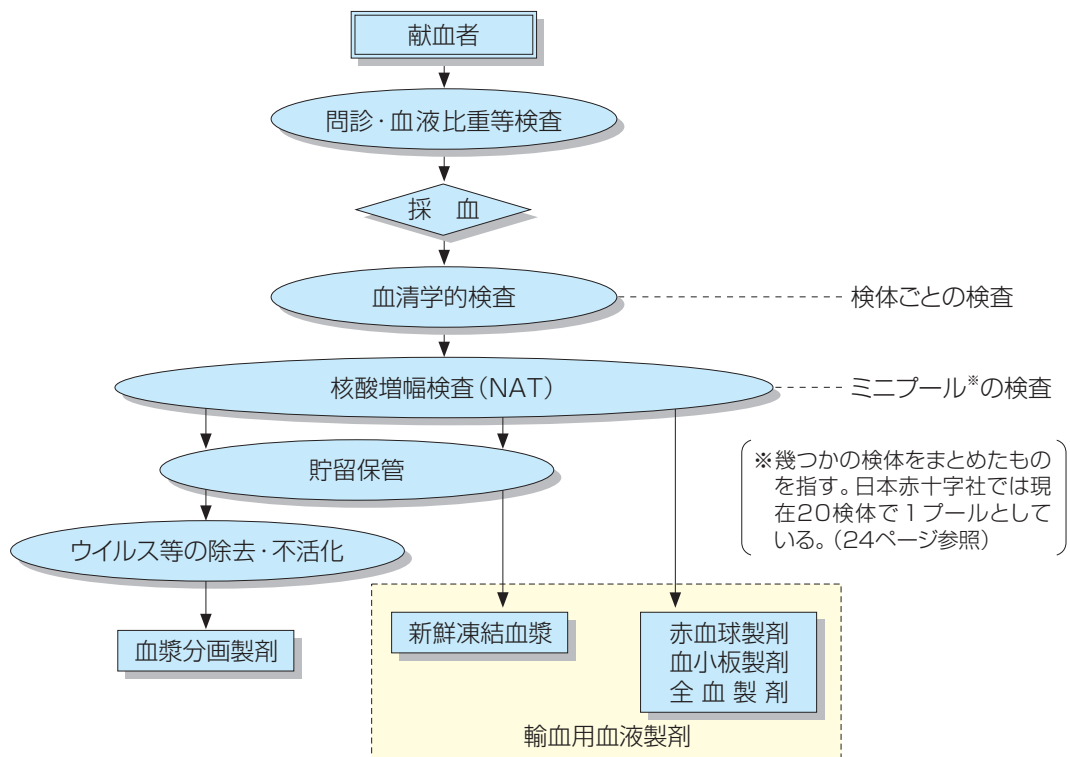 献血者
問診・血液比重等検査
採 血
血清学的検査
検体ごとの検査
核酸増幅検査(NAT)
ミニプール※の検査
貯留保管
※幾つかの検体をまとめたもの
を指す。日本赤十字社では現
在20検体で1プールとして
いる。(24ページ参照)
ウイルス等の除去・不活化
血漿分画製剤
新鮮凍結血漿
赤血球製剤
血小板製剤
全 血 製 剤
輸血用血液製剤